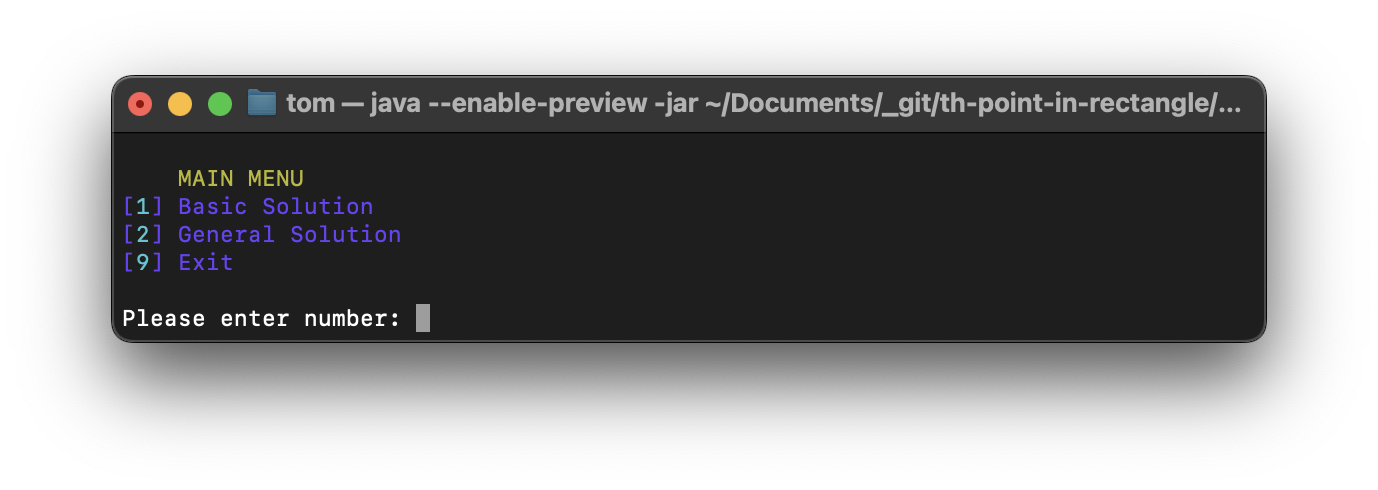 tom — java --enable-preview -jar ~/Documents/_git/th-point-in-rectangle/...
MAIN MENU
[1] Basic Solution
[2] General Solution
[9] Exit
Please enter number: